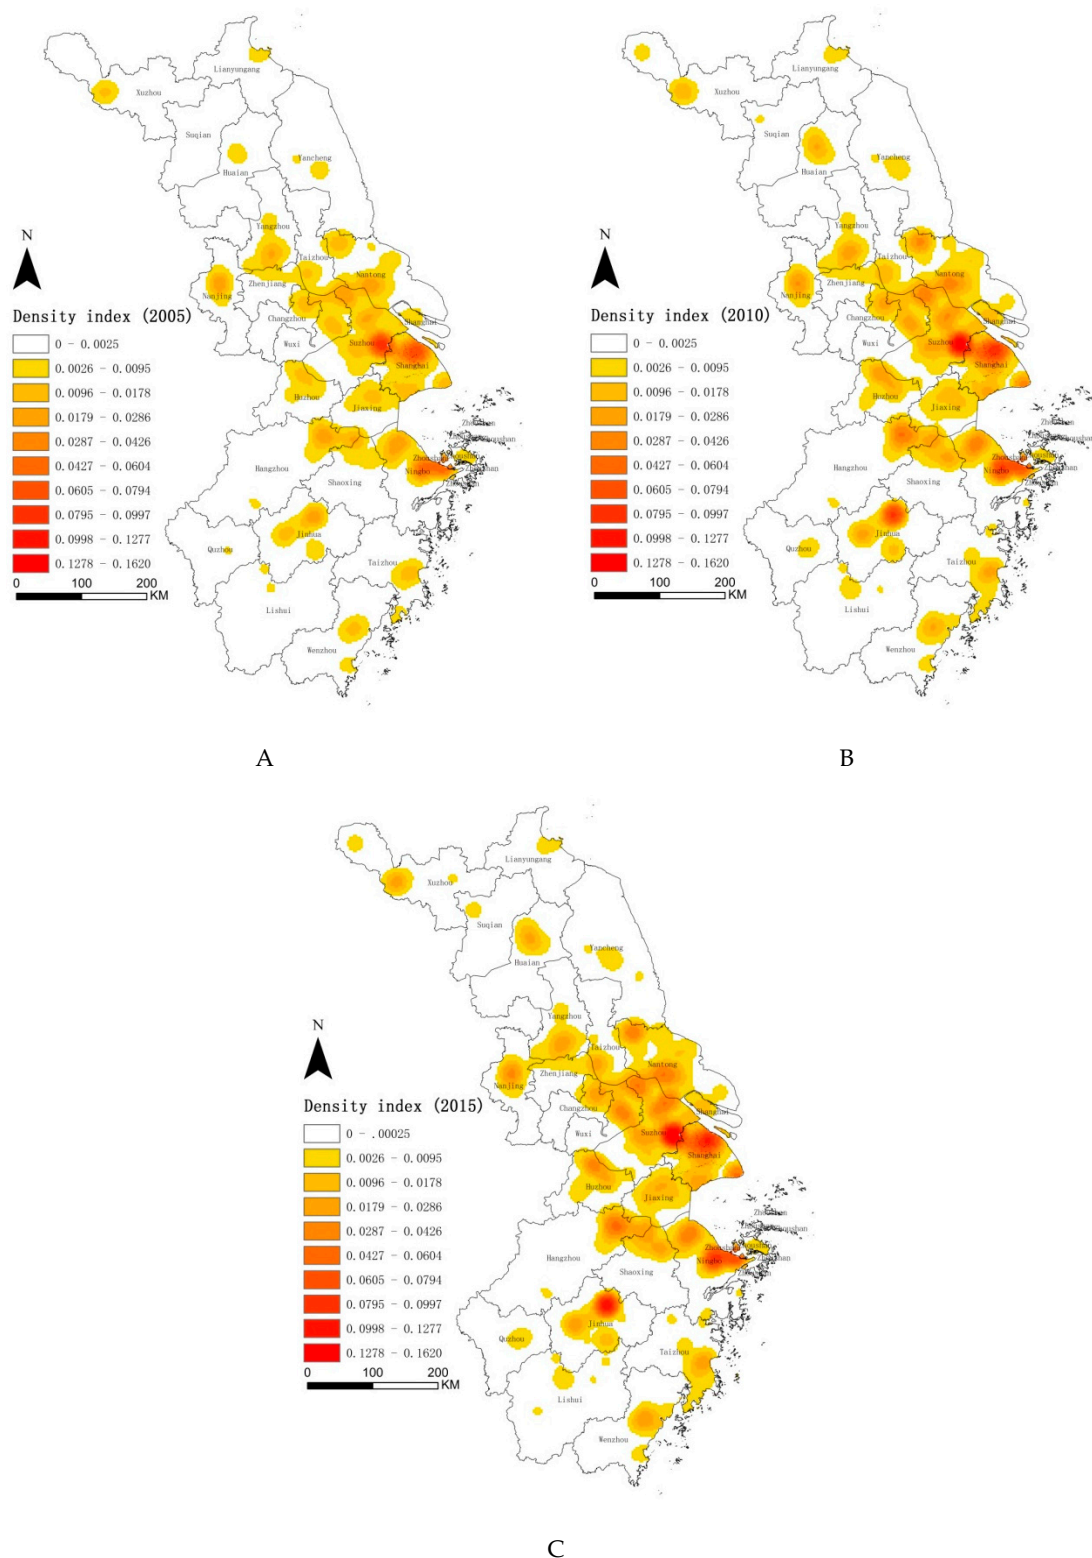 Lianyungang
Xuzhou
Suqian
Huaian
Yancheng
N
Yangzhou
Taizhou
Nantong
Nanjing
Zhenjiang
Changzhou
Shanghai
Wuxi
Suzhou
Shanghai
Huzhou
Jiaxing
Hangzhou
Zhoushan
Ningbo
Shaoxing
Jinhua
Quzhou
Taizhou
Lishui
Wenzhou
Density index (2005)
0 - 0.0025
0.0026 - 0.0095
0.0096 - 0.0178
0.0179 - 0.0286
0.0287 - 0.0426
0.0427 - 0.0604
0.0605 - 0.0794
0.0795 - 0.0997
0.0998 - 0.1277
0.1278 - 0.1620
0 100 200
KM
A
Lianyungang
Xuzhou
Suqian
Huaian
Yancheng
N
Yangzhou
Taizhou
Nantong
Nanjing
Zhenjiang
Changzhou
Shanghai
Wuxi
Suzhou
Shanghai
Huzhou
Jiaxing
Hangzhou
Zhoushan
Ningbo
Shaoxing
Jinhua
Quzhou
Taizhou
Lishui
Wenzhou
Density index (2010)
0 - 0.0025
0.0026 - 0.0095
0.0096 - 0.0178
0.0179 - 0.0286
0.0287 - 0.0426
0.0427 - 0.0604
0.0605 - 0.0794
0.0795 - 0.0997
0.0998 - 0.1277
0.1278 - 0.1620
0 100 200
KM
B
Lianyungang
Xuzhou
Suqian
Huaian
Yancheng
N
Yangzhou
Taizhou
Nantong
Nanjing
Zhenjiang
Changzhou
Shanghai
Wuxi
Suzhou
Shanghai
Huzhou
Jiaxing
Hangzhou
Zhoushan
Ningbo
Shaoxing
Jinhua
Quzhou
Taizhou
Lishui
Wenzhou
Density index (2015)
0 - .00025
0.0026 - 0.0095
0.0096 - 0.0178
0.0179 - 0.0286
0.0287 - 0.0426
0.0427 - 0.0604
0.0605 - 0.0794
0.0795 - 0.0997
0.0998 - 0.1277
0.1278 - 0.1620
0 100 200
KM
C